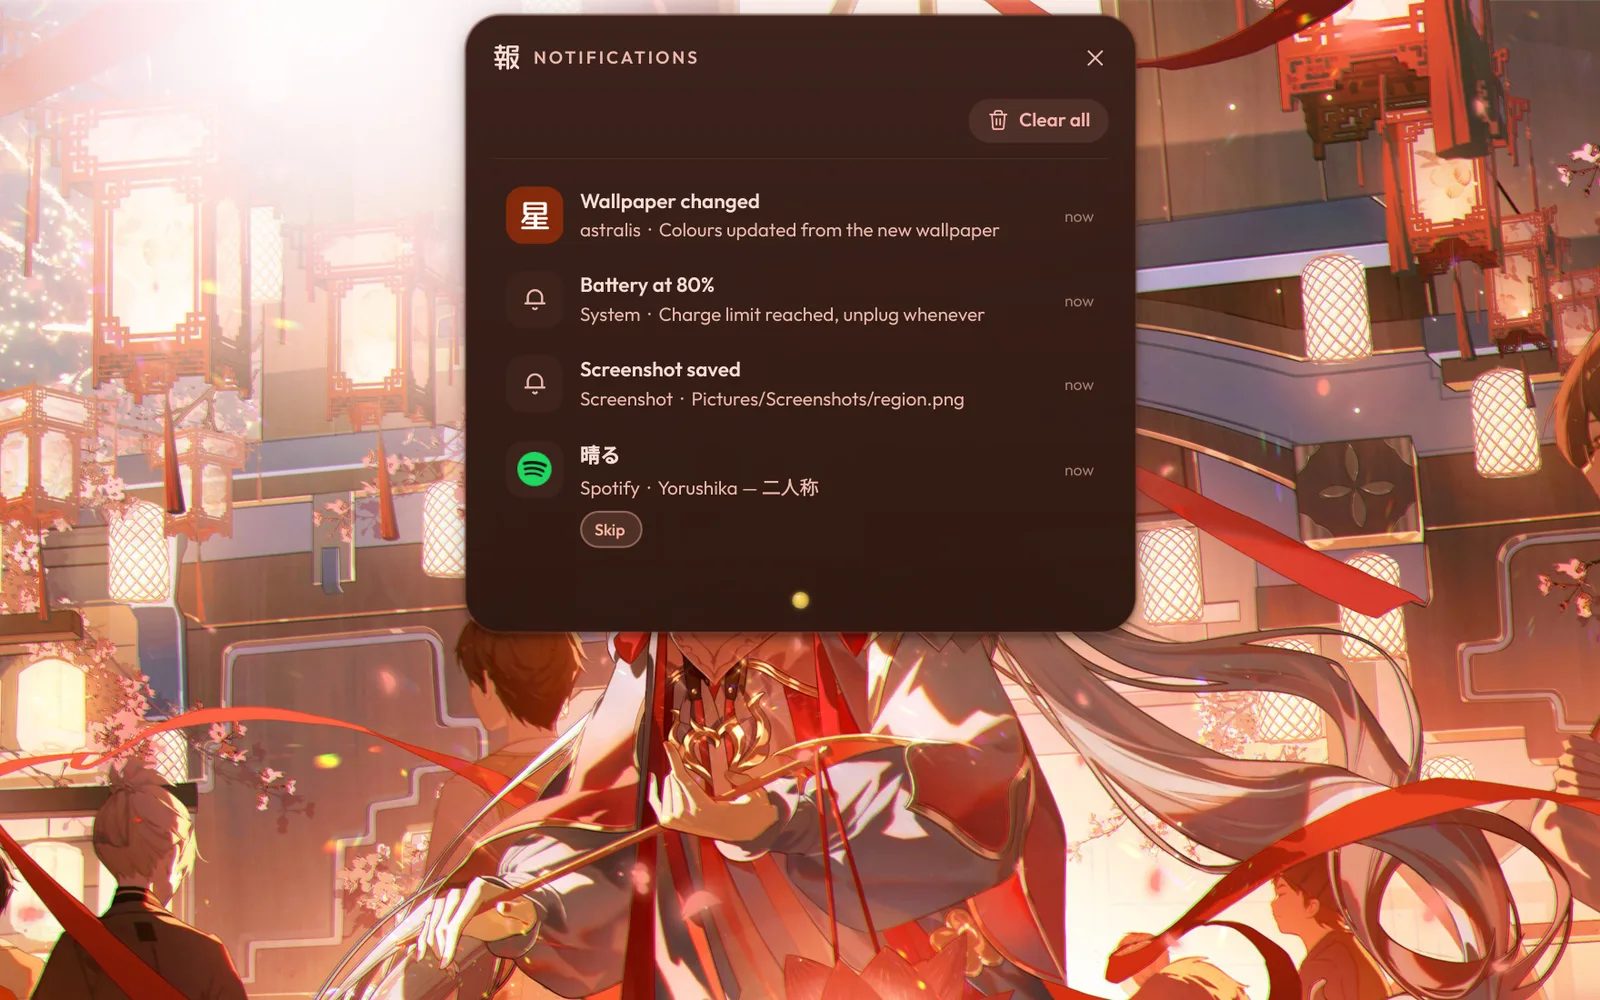 報 NOTIFICATIONS
Clear all
星
Wallpaper changed
astralis · Colours updated from the new wallpaper
now
Battery at 80%
System · Charge limit reached, unplug whenever
now
Screenshot saved
Screenshot · Pictures/Screenshots/region.png
now
晴る
Spotify · Yorushika — 二人称
now
Skip